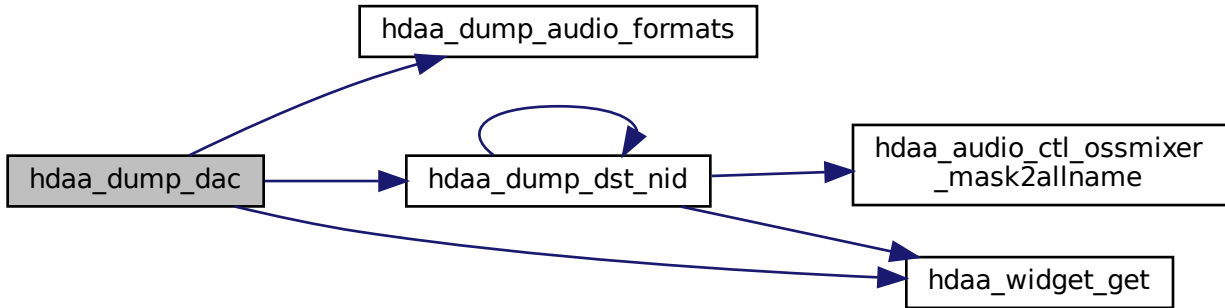 hdaa_dump_audio_formats
hdaa_audio_ctl_ossmixer
_mask2allname
hdaa_dump_dac
hdaa_dump_dst_nid
hdaa_widget_get